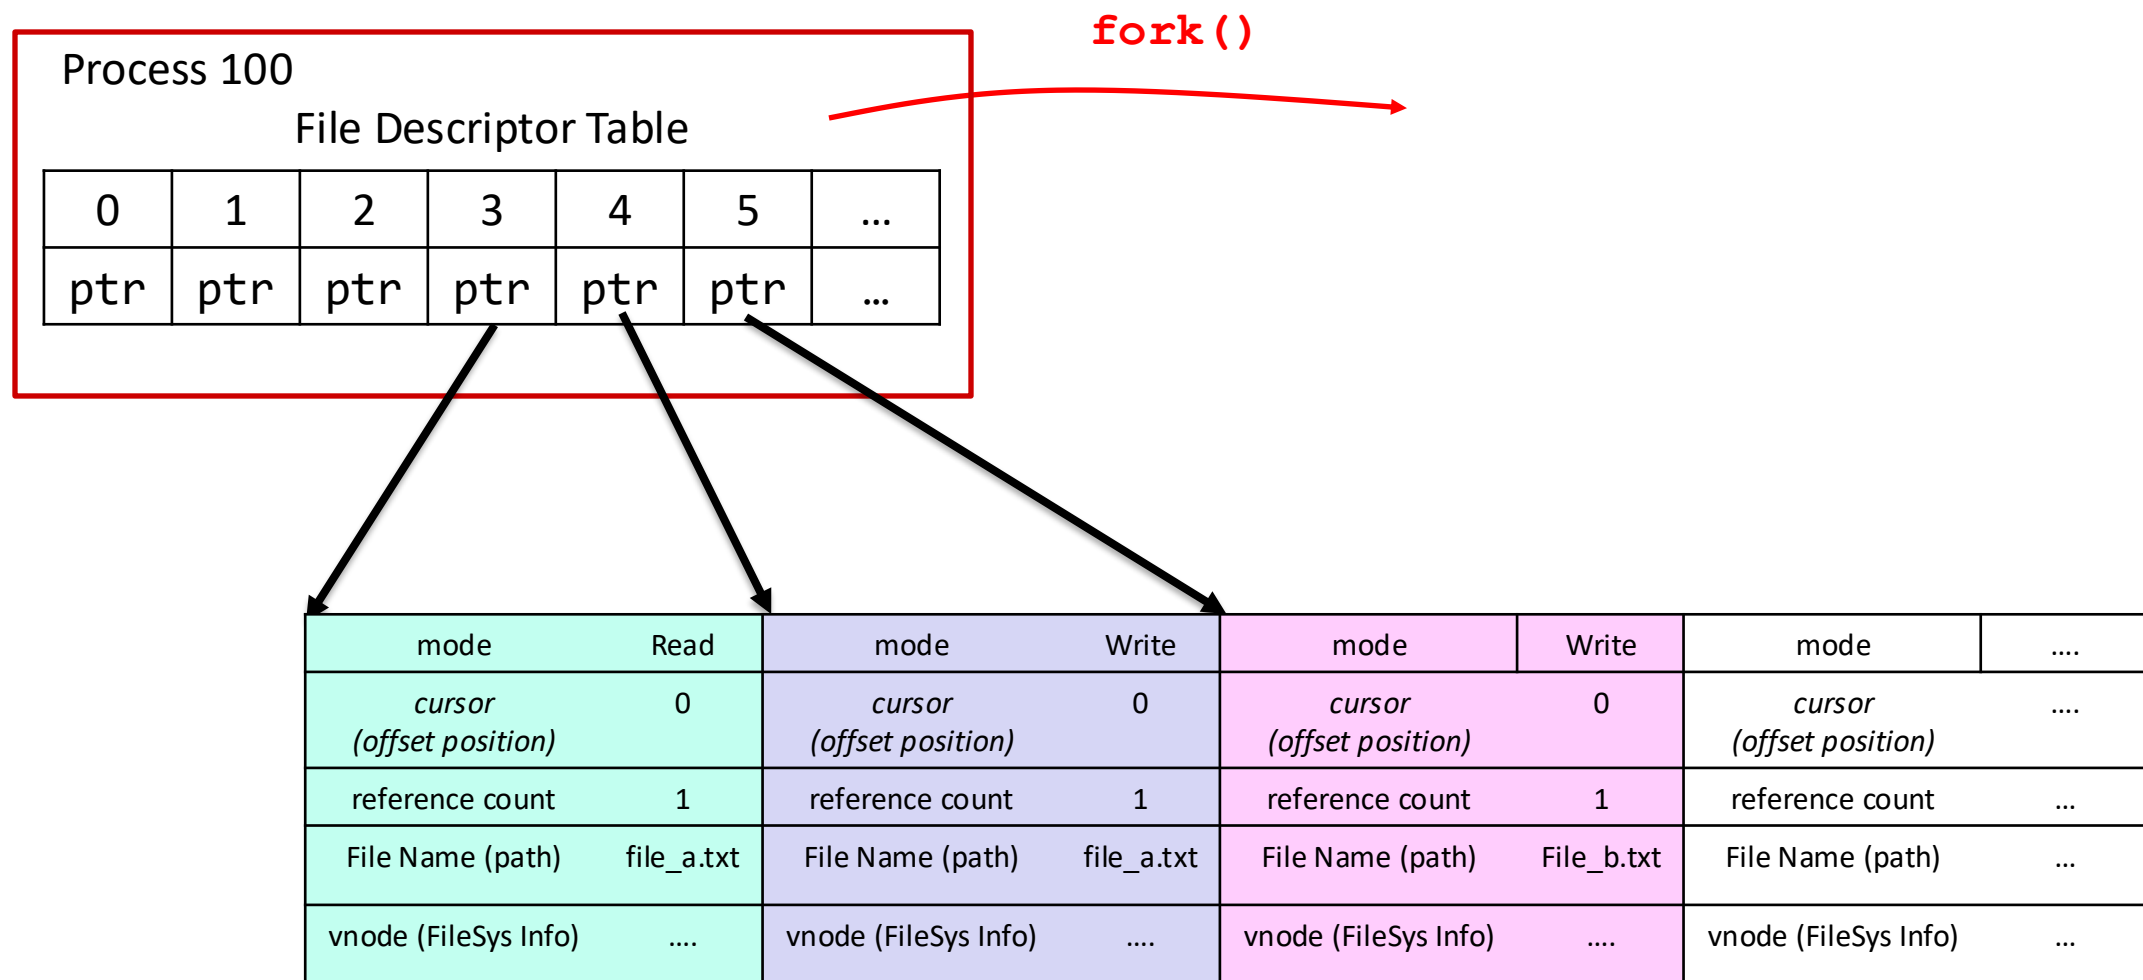 fork()
Process 100
File Descriptor Table
0 1 2 3 4 5 …
ptr ptr ptr ptr ptr ptr …
mode Read mode Write mode Write mode ….
cursor 0 cursor 0 cursor 0 cursor ….
(offset position) (offset position) (offset position) (offset position)
reference count 1 reference count 1 reference count 1 reference count …
File Name (path) file_a.txt File Name (path) file_a.txt File Name (path) File_b.txt File Name (path) …
vnode (FileSys Info) …. vnode (FileSys Info) …. vnode (FileSys Info) …. vnode (FileSys Info) …